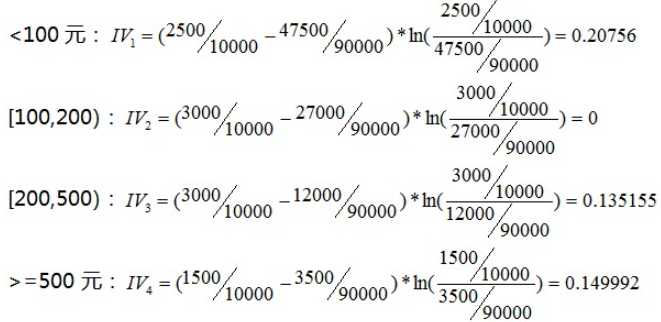 <100 元 : IV₁ = (2500/10000 − 47500/90000) * ln((2500/10000)/(47500/90000)) = 0.20756
[100,200) : IV₂ = (3000/10000 − 27000/90000) * ln((3000/10000)/(27000/90000)) = 0
[200,500) : IV₃ = (3000/10000 − 12000/90000) * ln((3000/10000)/(12000/90000)) = 0.135155
>=500 元 : IV₄ = (1500/10000 − 3500/90000) * ln((1500/10000)/(3500/90000)) = 0.149992